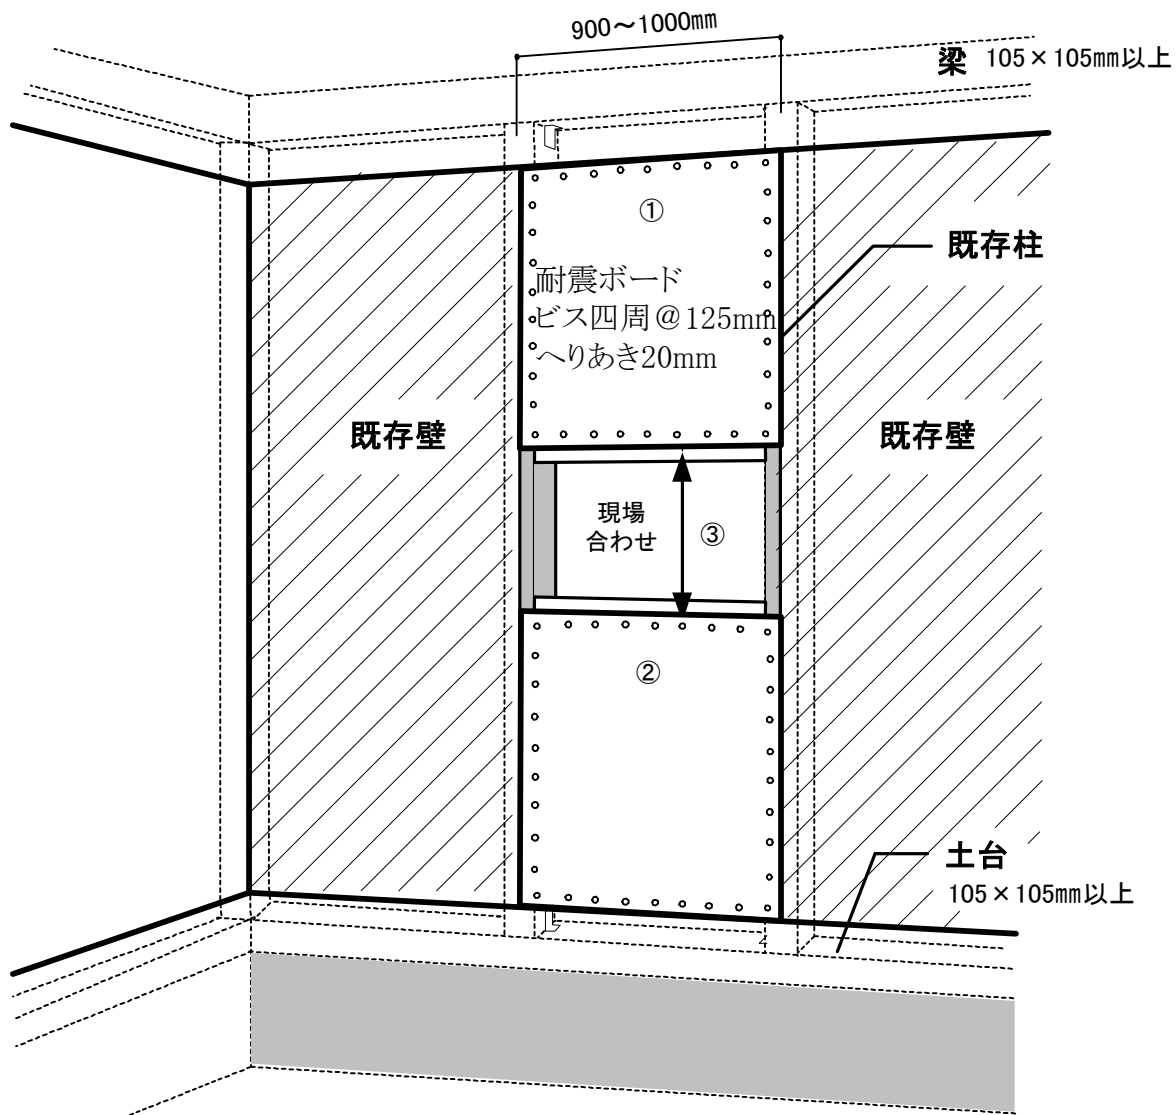 900～1000㎜
梁 105×105㎜以上
①
既存柱
耐震ボード
ビス四周＠125mm
へりあき20mm
既存壁
既存壁
現場
合わせ
③
②
土台
105×105㎜以上